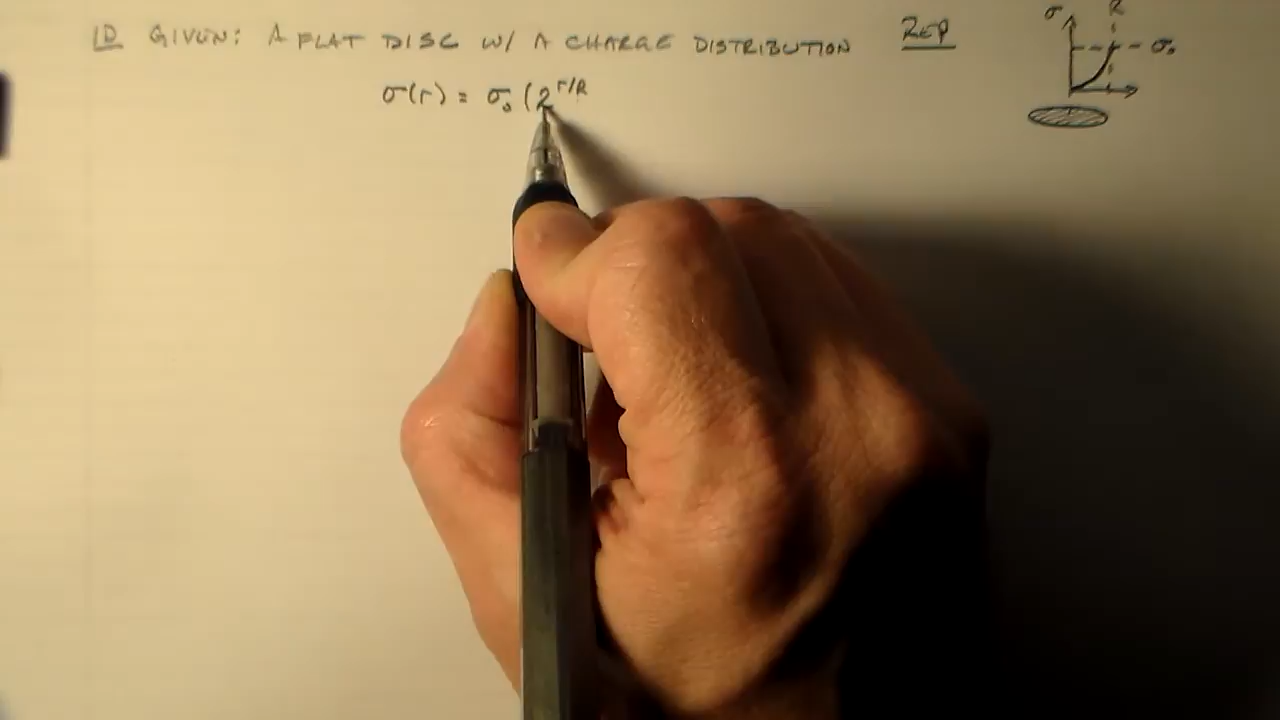 1D GIVEN: A FLAT DISC W/ A CHARGE DISTRIBUTION REP
σ(r) = σ₀ (2^{r/R}
σ R
σ₀